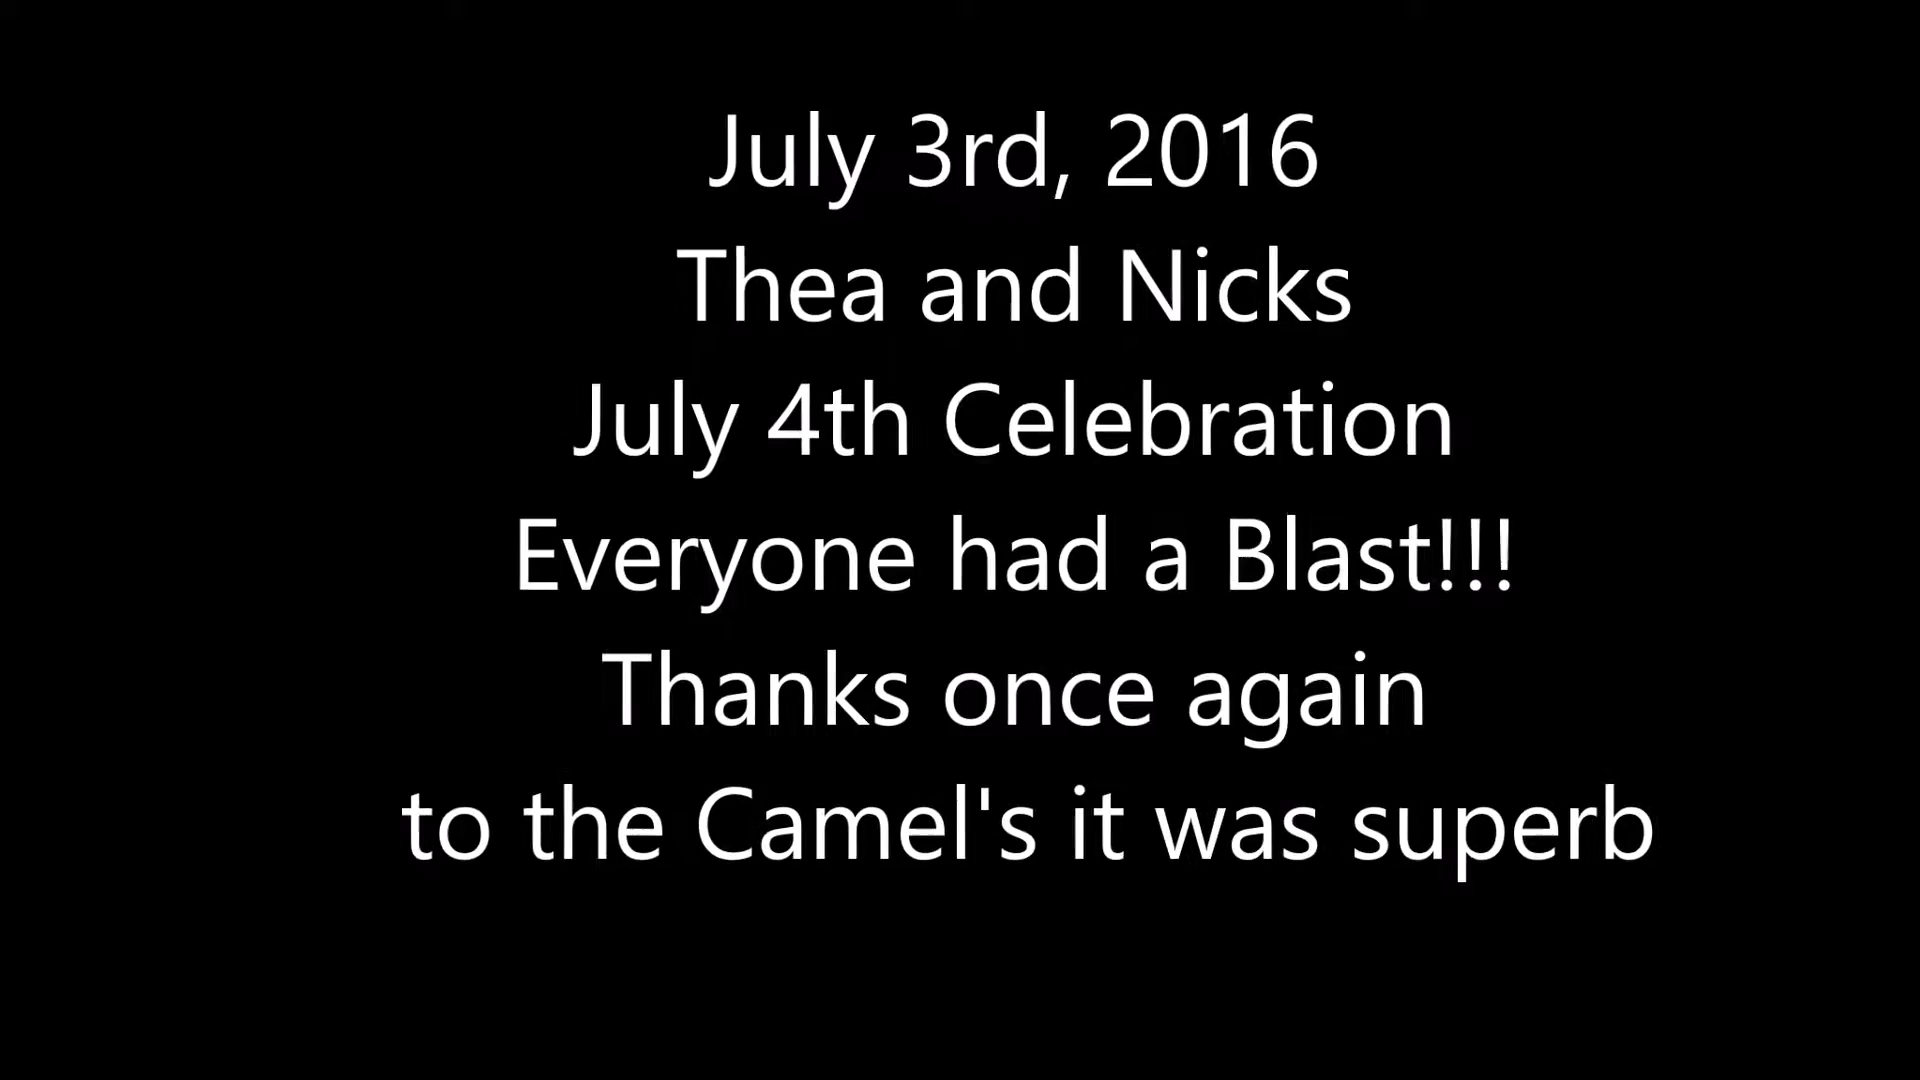 July 3rd, 2016
Thea and Nicks
July 4th Celebration
Everyone had a Blast!!!
Thanks once again
to the Camel's it was superb